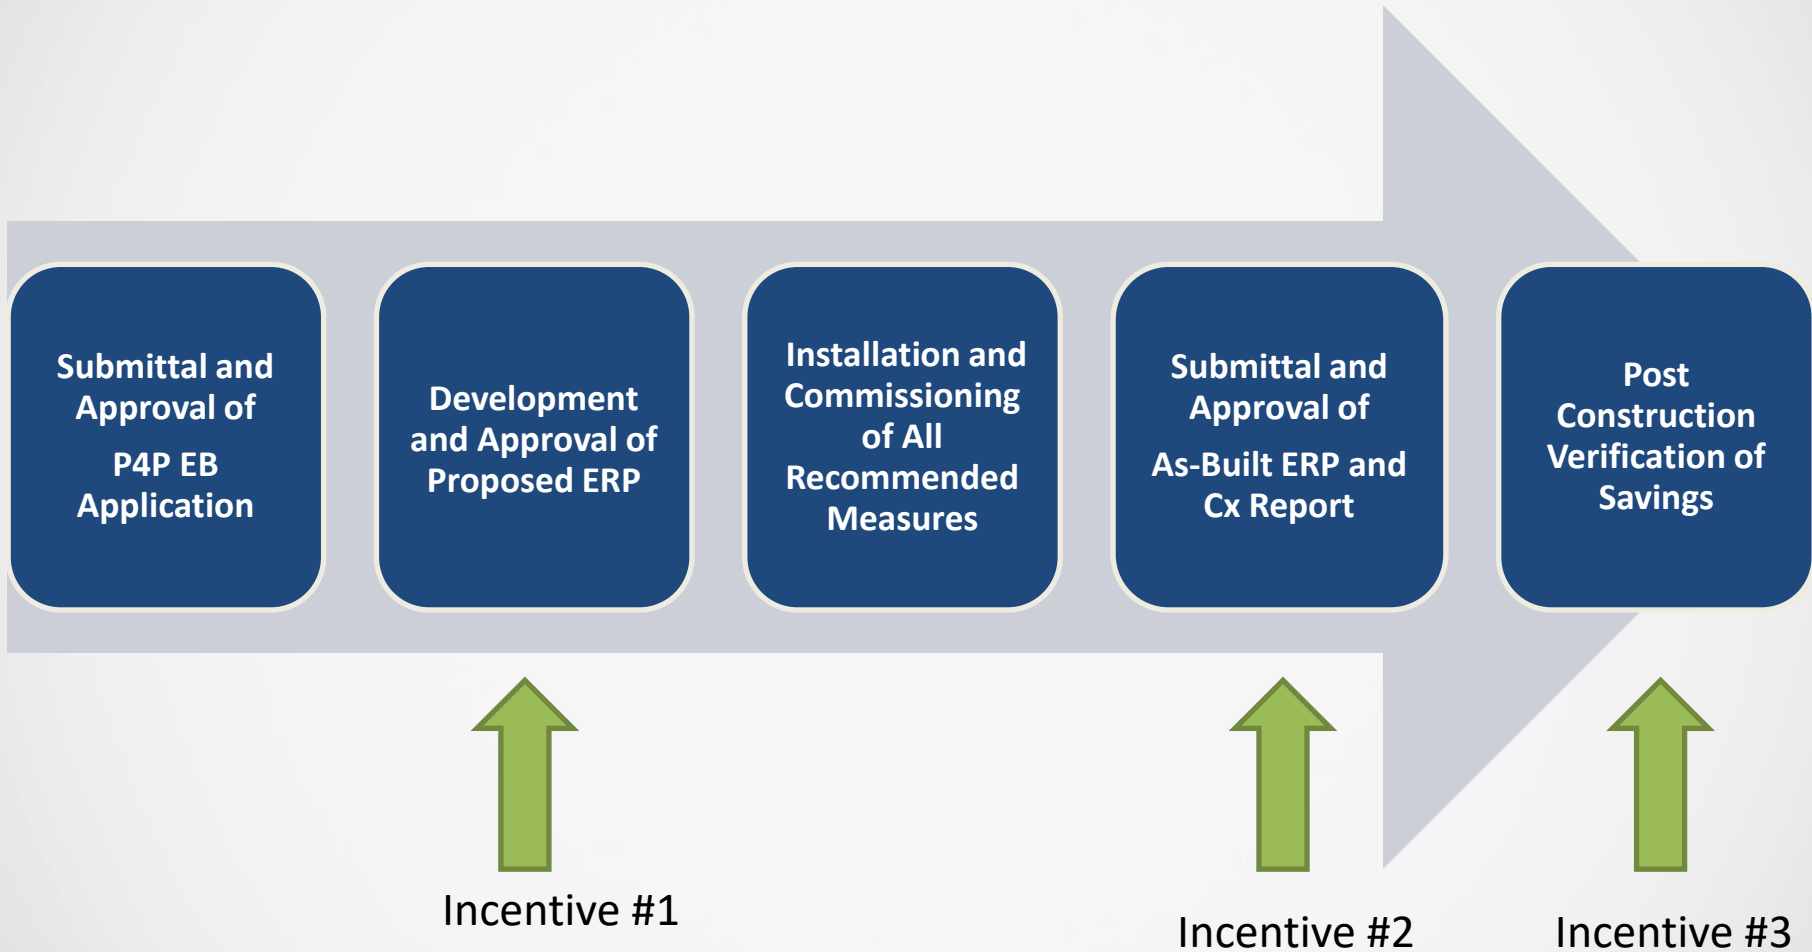 Submittal and
Approval of
P4P EB
Application
Development
and Approval of
Proposed ERP
Installation and
Commissioning
of All
Recommended
Measures
Submittal and
Approval of
As-Built ERP and
Cx Report
Post
Construction
Verification of
Savings
Incentive #1
Incentive #2
Incentive #3